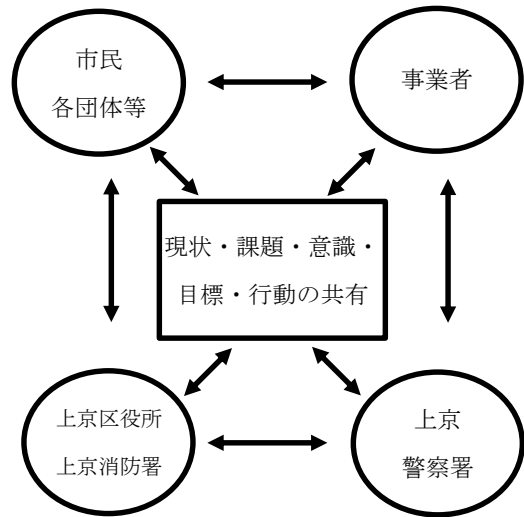 市民
各団体等
事業者
現状・課題・意識・
目標・行動の共有
上京区役所
上京消防署
上京
警察署